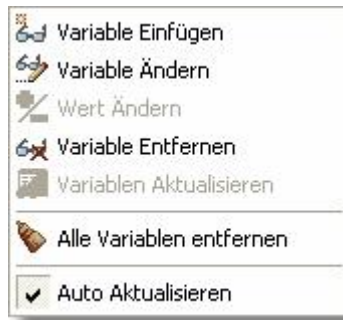 Variable Einfügen
Variable Ändern
Wert Ändern
Variable Entfernen
Variablen Aktualisieren
Alle Variablen entfernen
Auto Aktualisieren